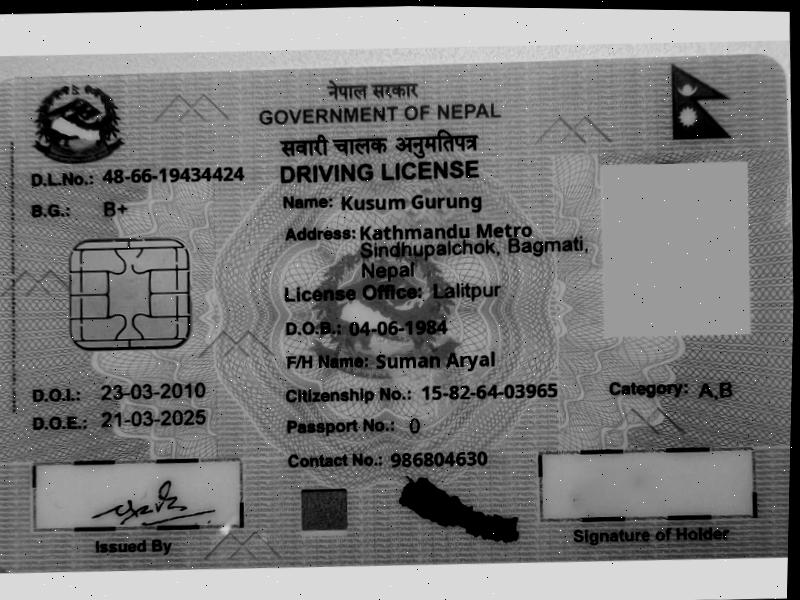 नेपाल सरकार
GOVERNMENT OF NEPAL
सवारी चालक अनुमतिपत्र
DRIVING LICENSE
D.L.No.: 48-66-19434424
B.G.: B+
Name: Kusum Gurung
Address: Kathmandu Metro
Sindhupalchok, Bagmati,
Nepal
License Office: Lalitpur
D.O.B.: 04-06-1984
F/H Name: Suman Aryal
D.O.I.: 23-03-2010
Citizenship No.: 15-82-64-03965
Category: A,B
D.O.E.: 21-03-2025
Passport No.: 0
Contact No.: 986804630
Issued By
Signature of Holder